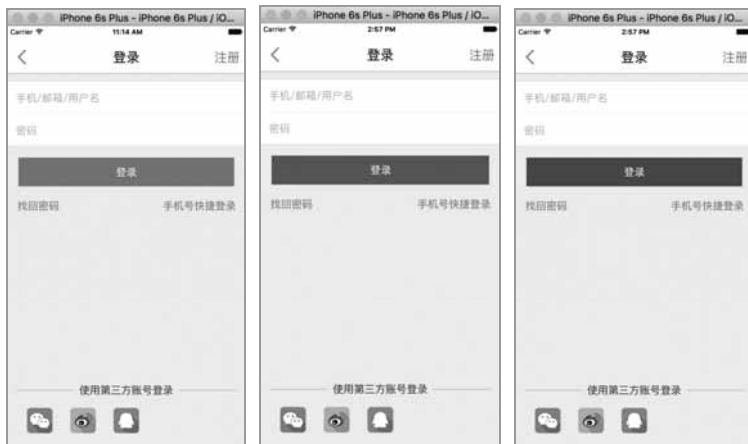 iPhone 6s Plus - iPhone 6s Plus / iO...
Carrier 11:14 AM
登录 注册
手机/邮箱/用户名
密码
登录
找回密码 手机号快捷登录
使用第三方账号登录
iPhone 6s Plus - iPhone 6s Plus / iO...
Carrier 2:57 PM
登录 注册
手机/邮箱/用户名
密码
登录
找回密码 手机号快捷登录
使用第三方账号登录
iPhone 6s Plus - iPhone 6s Plus / iO...
Carrier 2:57 PM
登录 注册
手机/邮箱/用户名
密码
登录
找回密码 手机号快捷登录
使用第三方账号登录